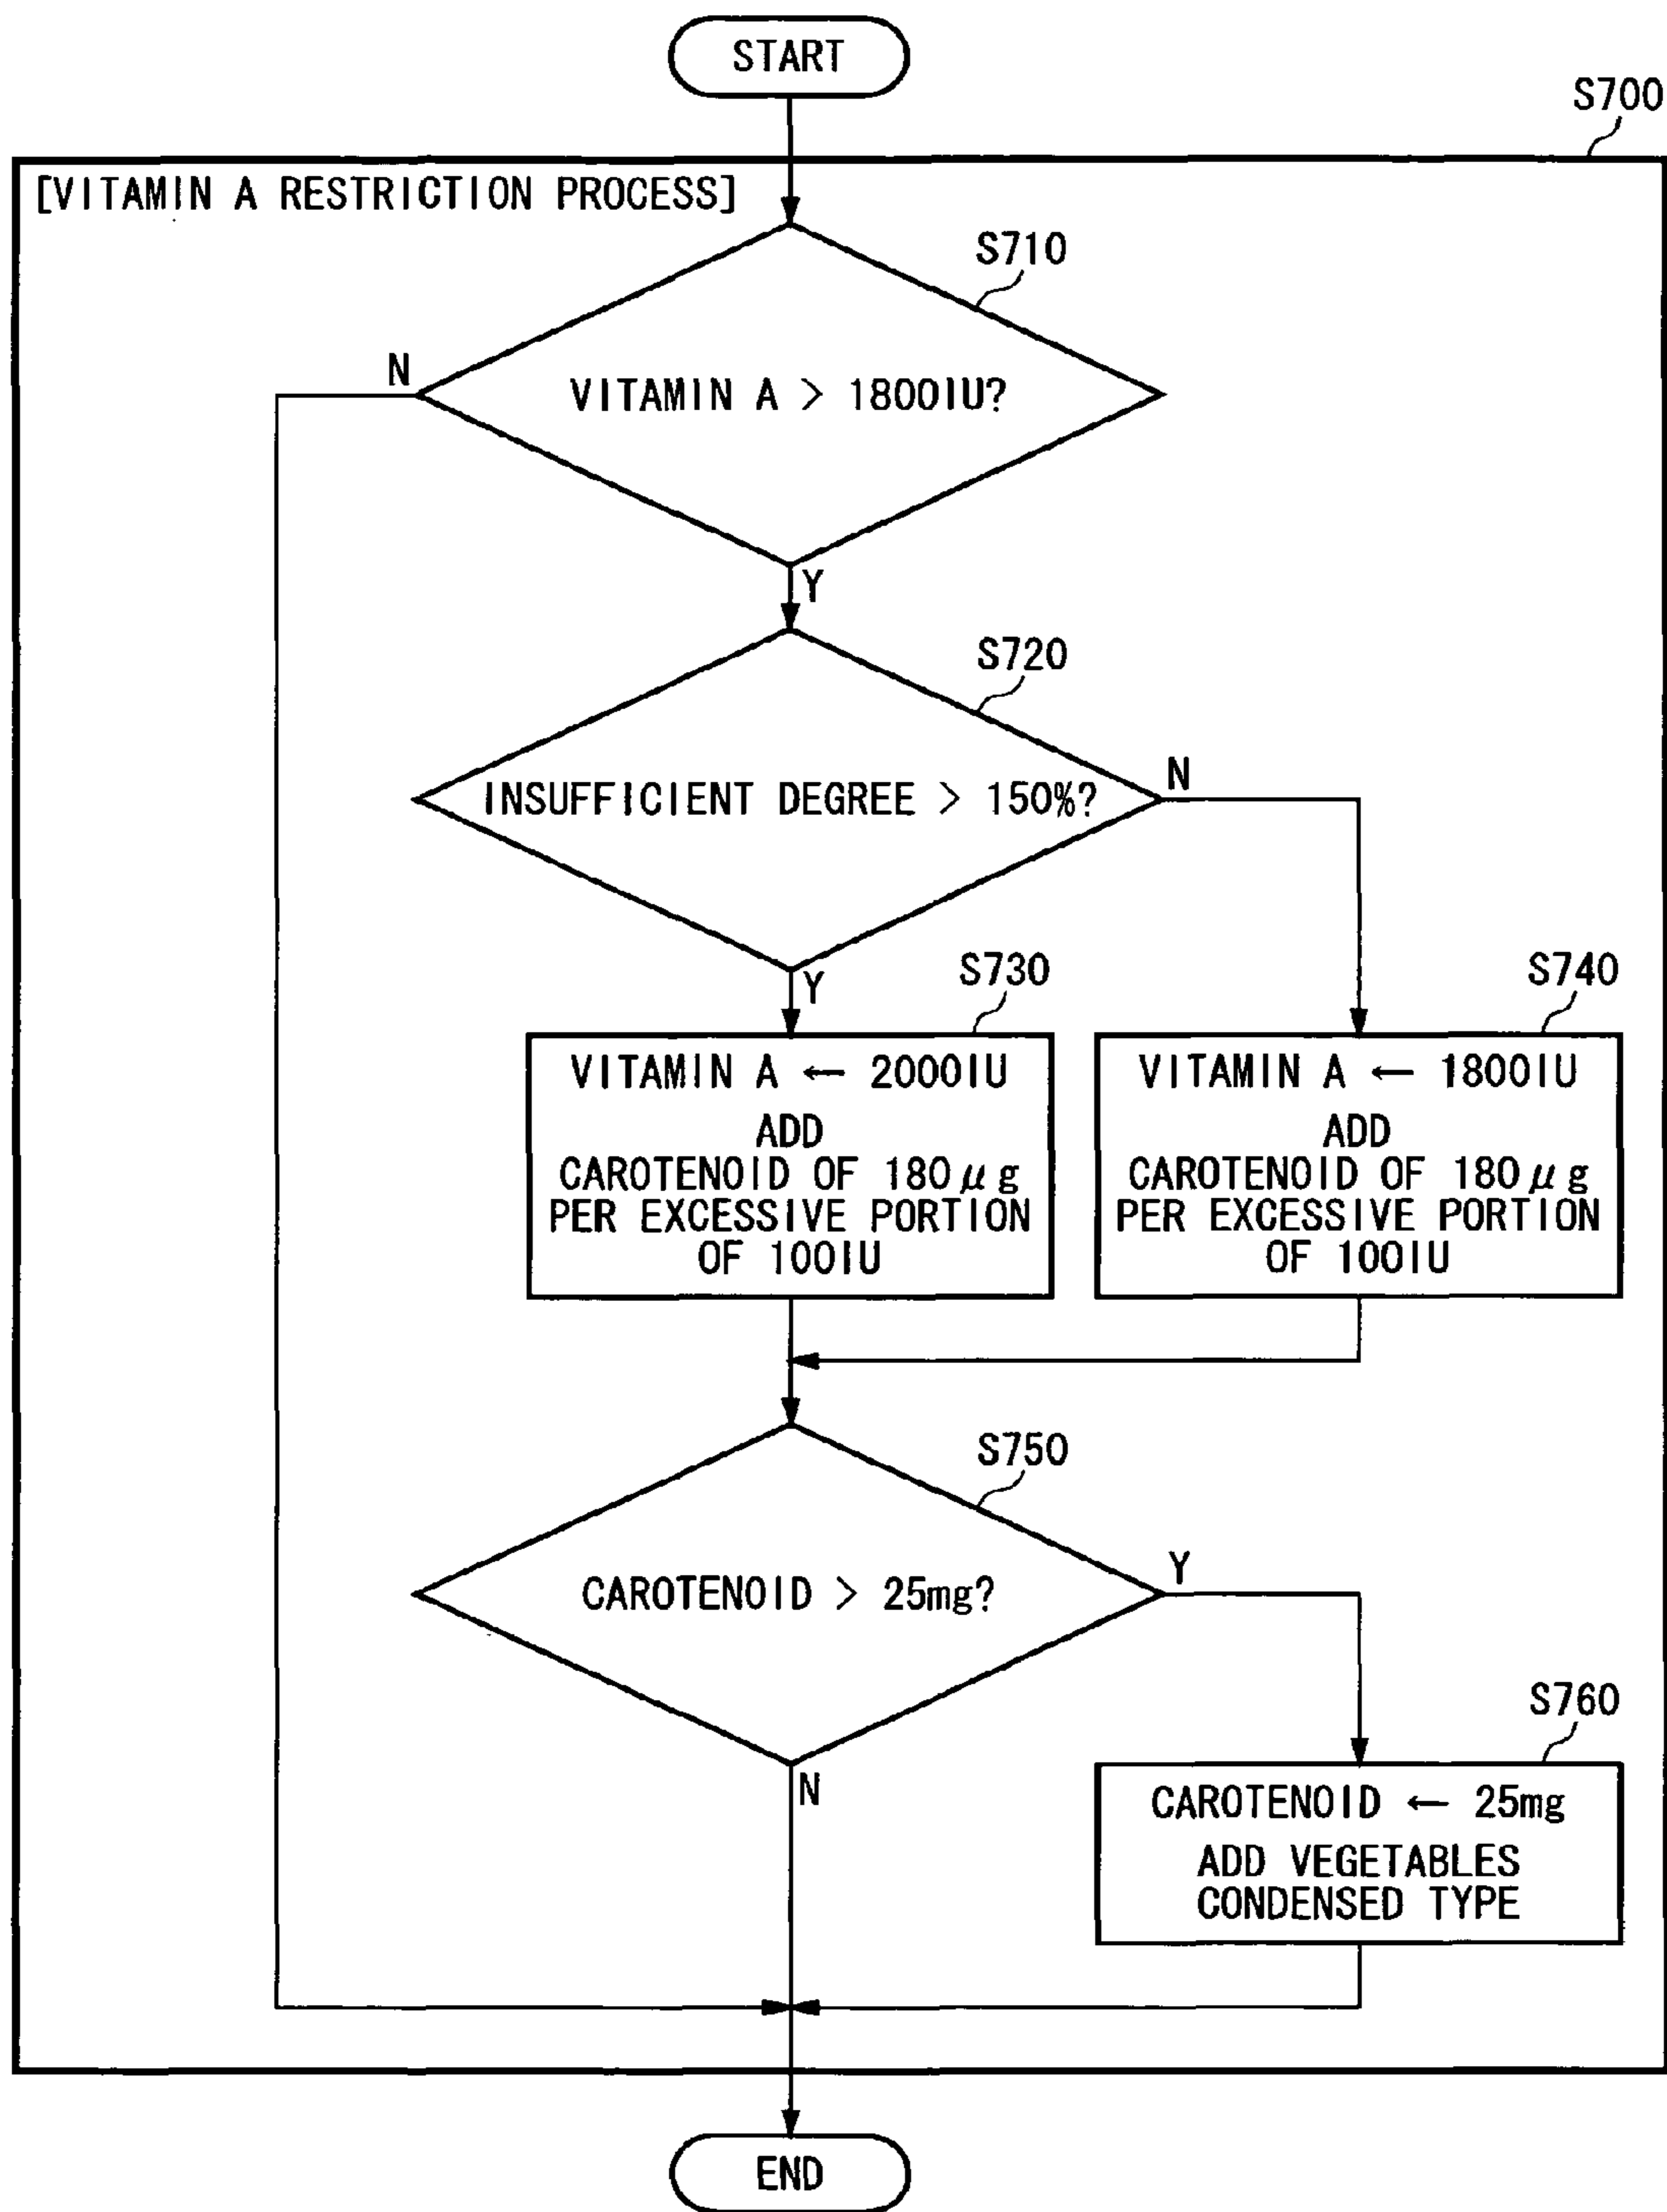 START
S700
[VITAMIN A RESTRICTION PROCESS]
S710
N
VITAMIN A > 1800IU?
Y
S720
INSUFFICIENT DEGREE > 150%?
N
Y
S730
VITAMIN A ← 2000IU
ADD
CAROTENOID OF 180μg
PER EXCESSIVE PORTION
OF 100IU
S740
VITAMIN A ← 1800IU
ADD
CAROTENOID OF 180μg
PER EXCESSIVE PORTION
OF 100IU
S750
CAROTENOID > 25mg?
Y
N
S760
CAROTENOID ← 25mg
ADD VEGETABLES
CONDENSED TYPE
END